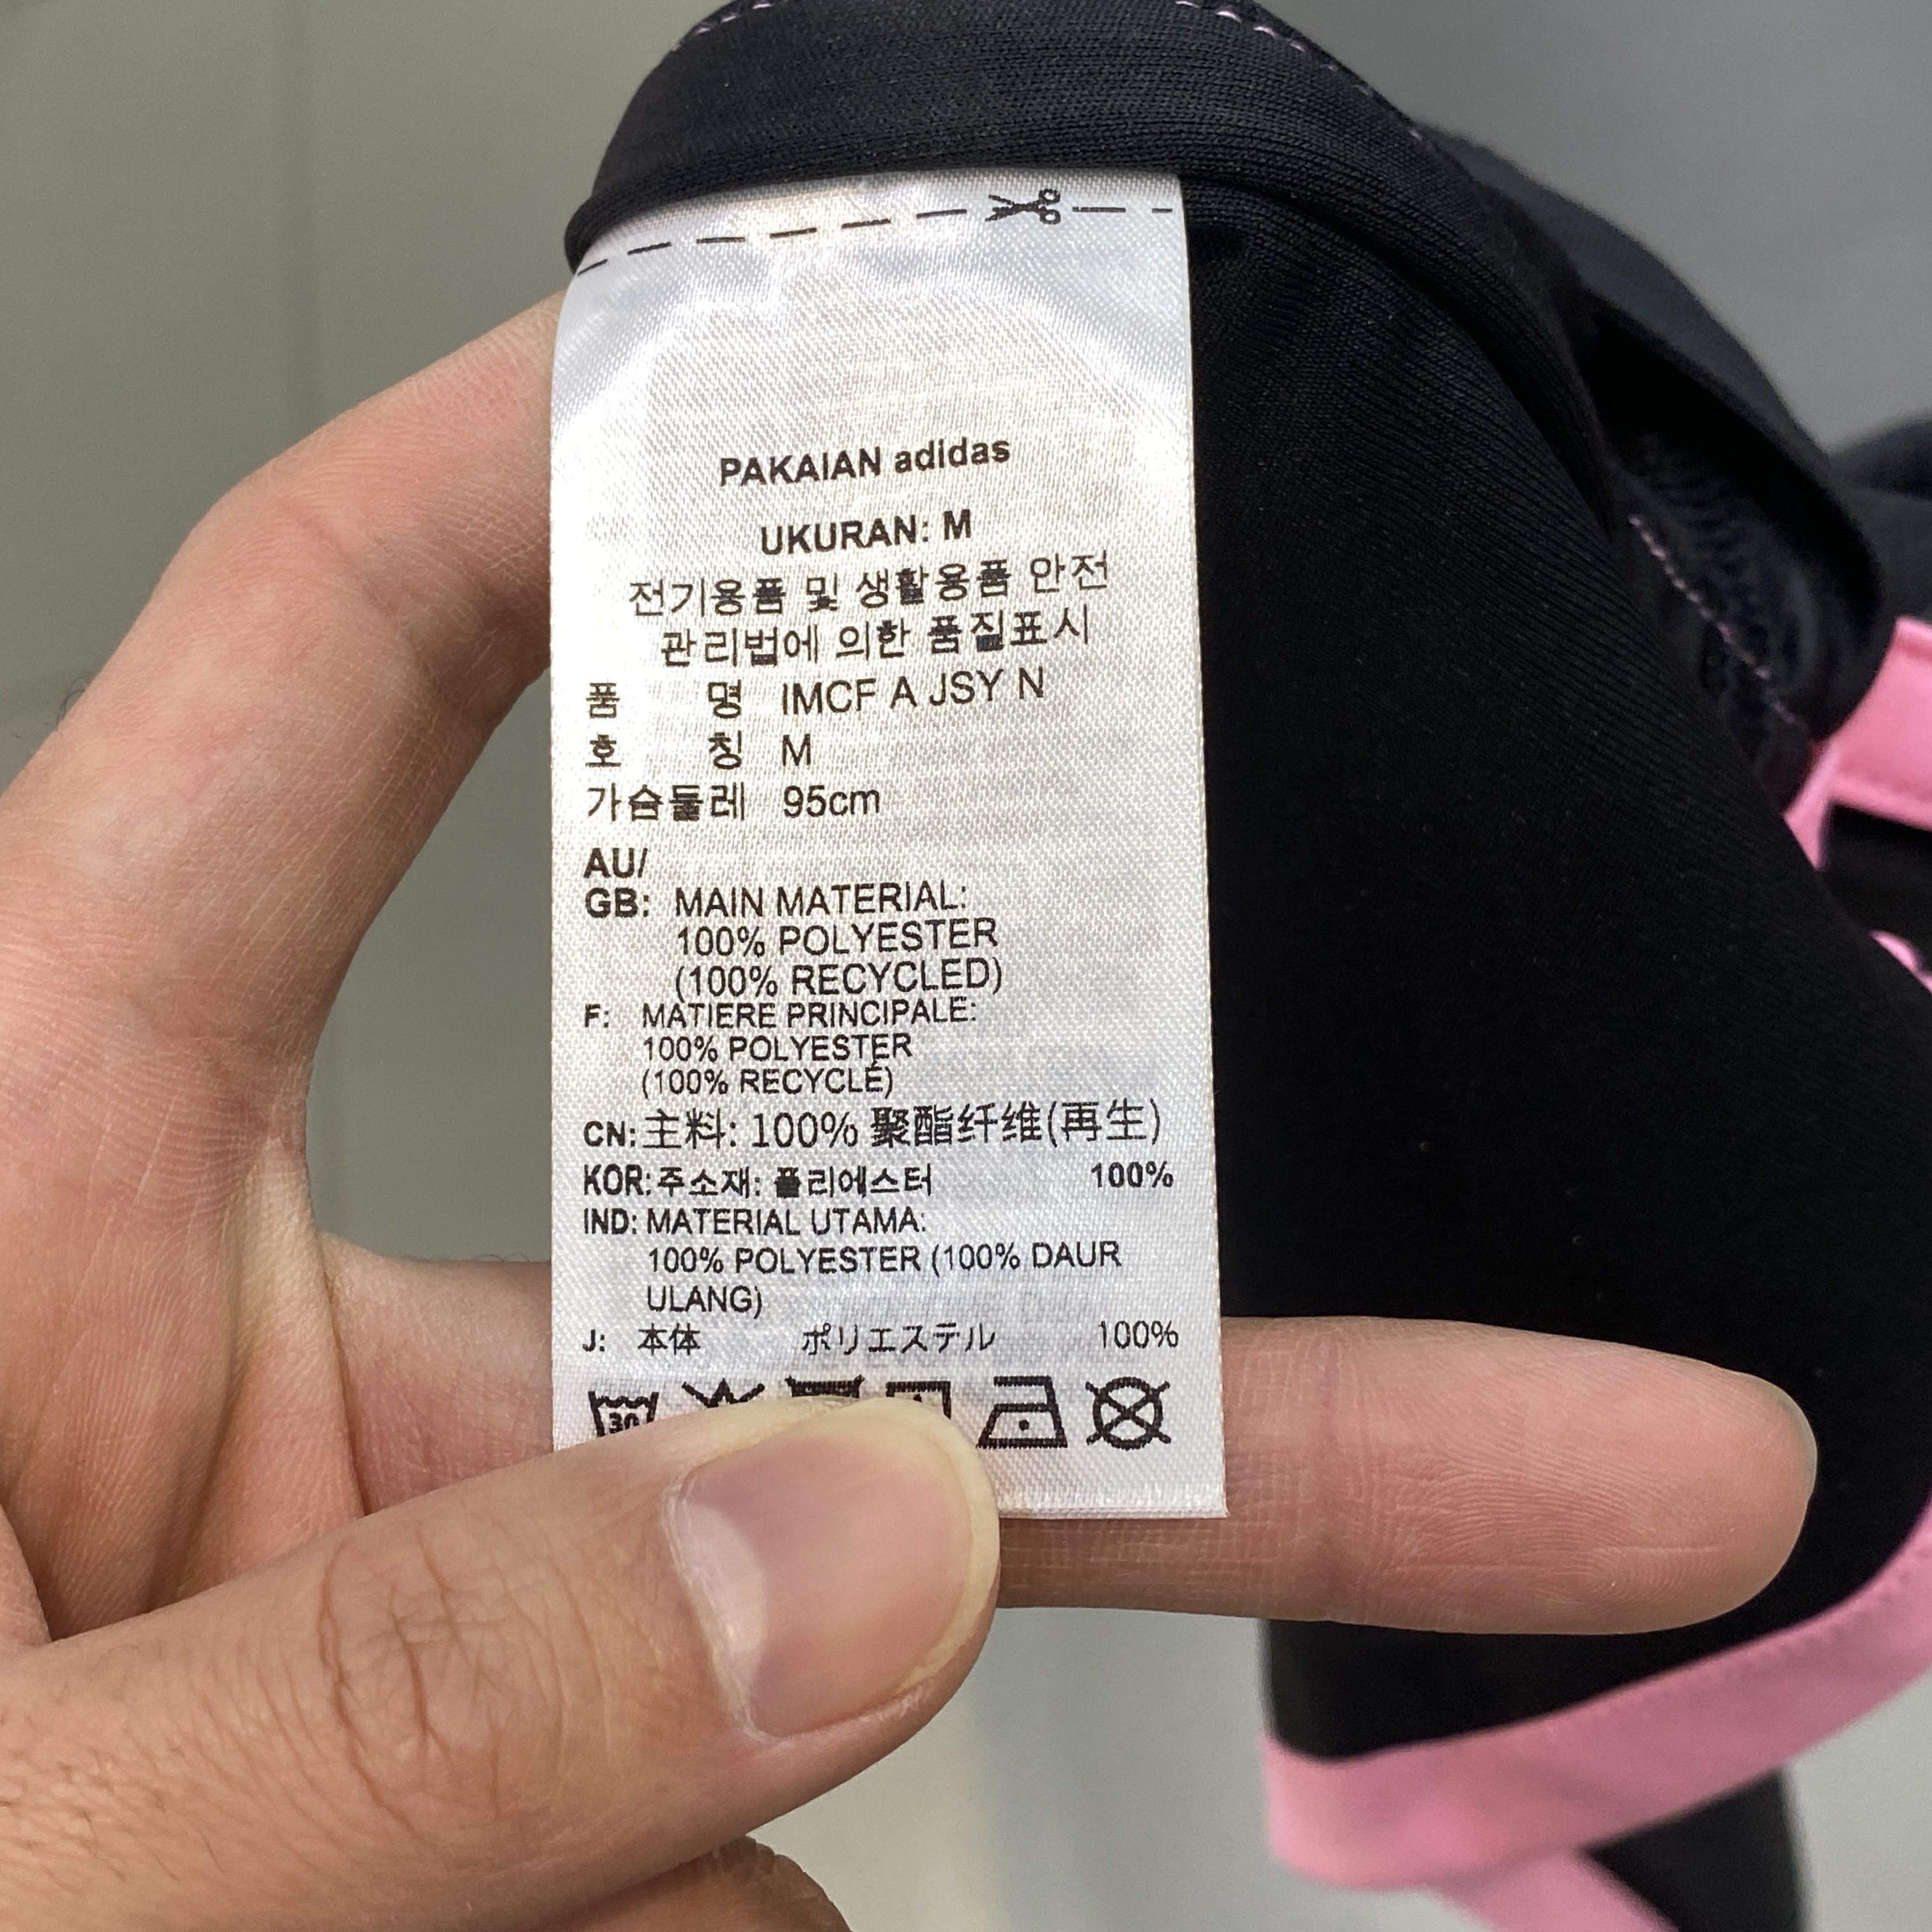 PAKAIAN adidas
UKURAN: M
전기용품 및 생활용품 안전
관리법에 의한 품질표시
품 명 IMCF A JSY N
호 칭 M
가슴둘레 95cm
AU/
GB: MAIN MATERIAL:
100% POLYESTER
(100% RECYCLED)
F: MATIERE PRINCIPALE:
100% POLYESTER
(100% RECYCLÉ)
CN: 主料: 100% 聚酯纤维(再生)
KOR: 주소재: 폴리에스터 100%
IND: MATERIAL UTAMA:
100% POLYESTER (100% DAUR
ULANG)
J: 本体 ポリエステル 100%
30